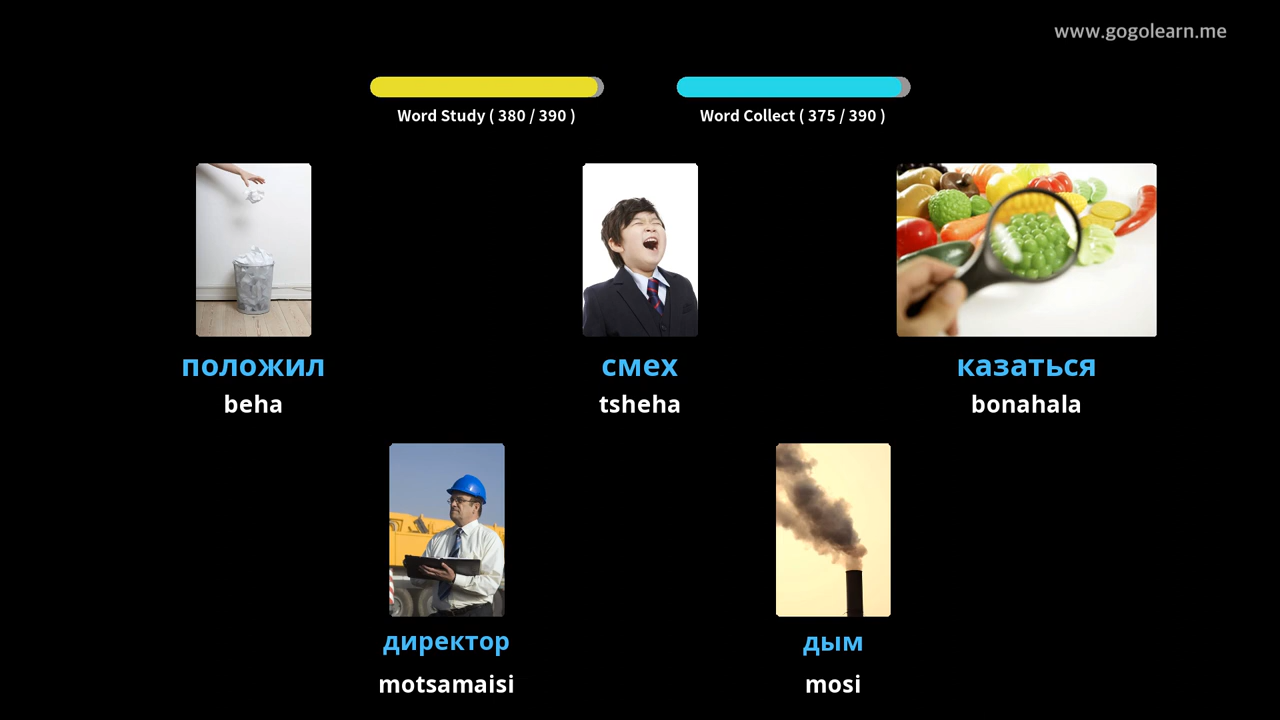 www.gogolearn.me
Word Study ( 380 / 390 )
Word Collect ( 375 / 390 )
положил
beha
смех
tsheha
казаться
bonahala
директор
motsamaisi
дым
mosi